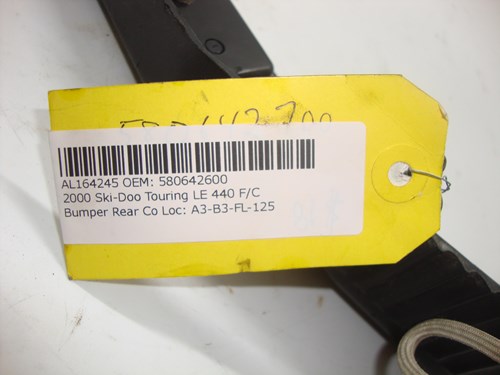 AL164245 OEM: 580642600
2000 Ski-Doo Touring LE 440 F/C
Bumper Rear Co Loc: A3-B3-FL-125